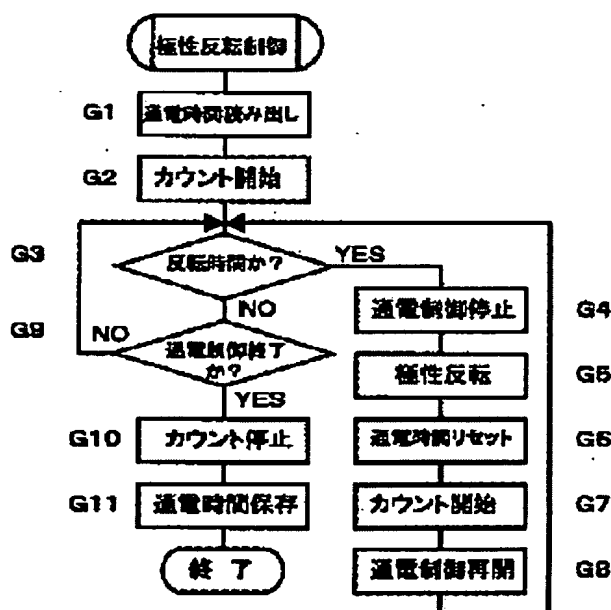 極性反転制御
G1 通電時間読み出し
G2 カウント開始
G3 反転時間か？ YES
NO
G9 NO 通電制御終了
か？
YES
G10 カウント停止
G11 通電時間保存
終了
通電制御停止 G4
極性反転 G5
通電時間リセット G6
カウント開始 G7
通電制御再開 G8